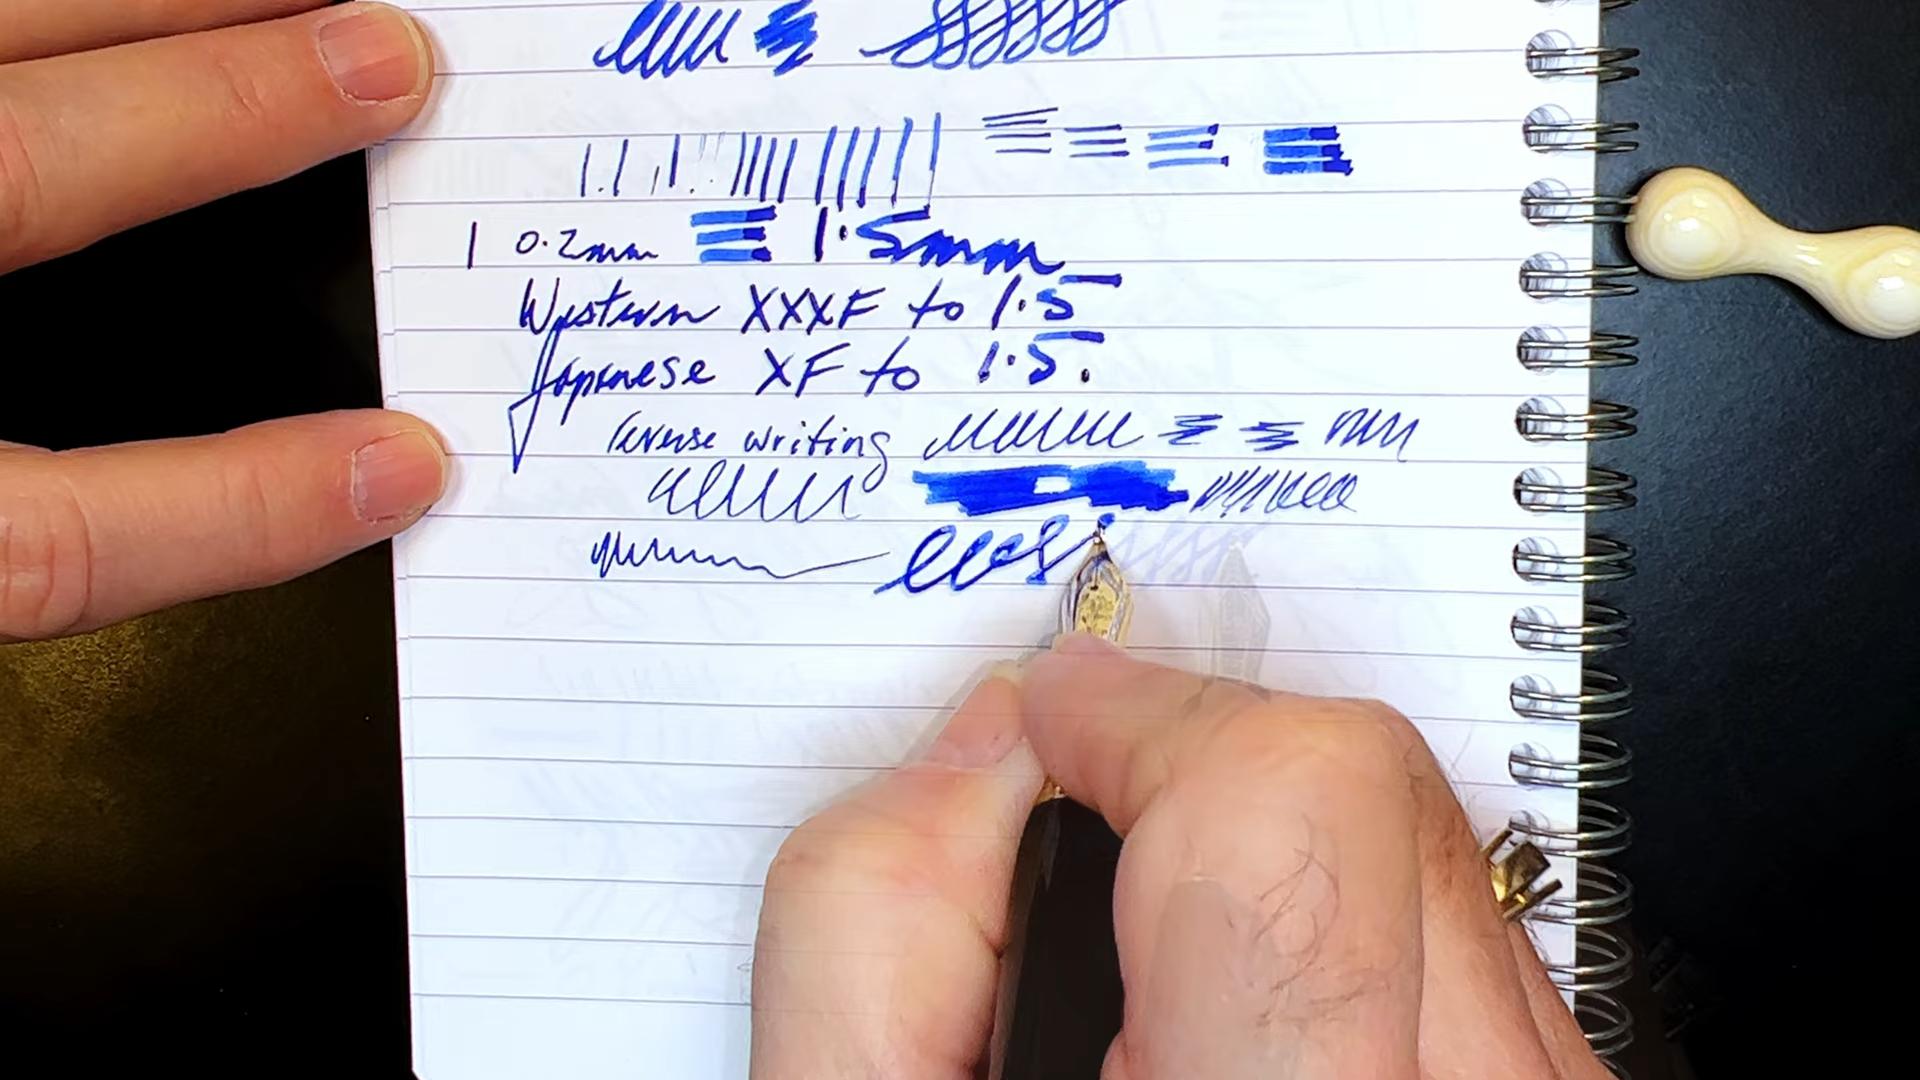 0.2mm 1.5mm
Western XXXF to 1.5
Japanese XF to 1.5.
reverse writing